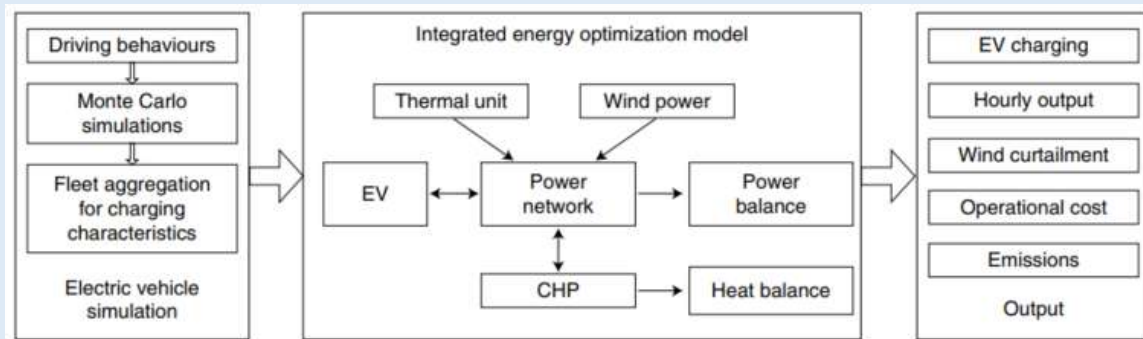 Driving behaviours
Monte Carlo
simulations
Fleet aggregation
for charging
characteristics
Electric vehicle
simulation
Integrated energy optimization model
Thermal unit
Wind power
EV
Power
network
Power
balance
CHP
Heat balance
EV charging
Hourly output
Wind curtailment
Operational cost
Emissions
Output